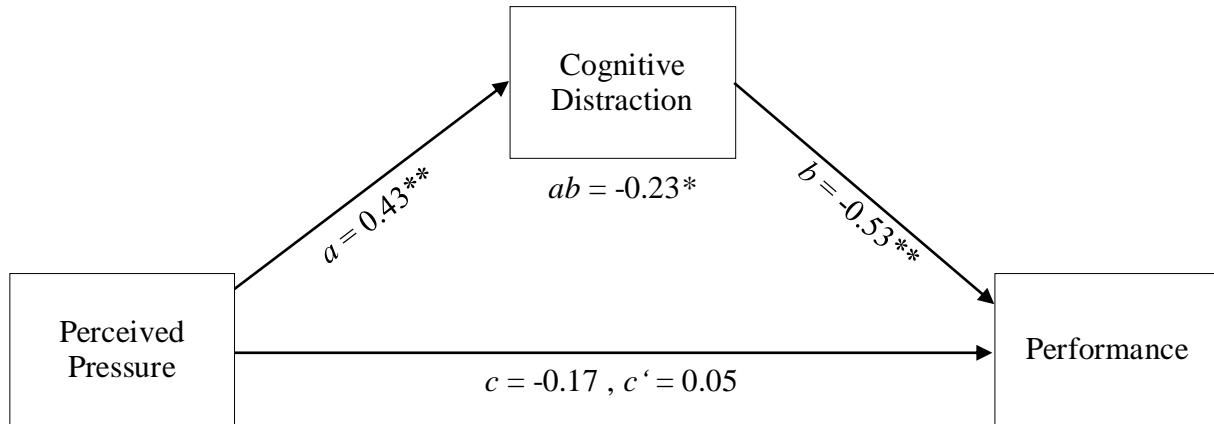 Cognitive
Distraction
ab = -0.23*
a = 0.43**
b = -0.53**
Perceived
Pressure
Performance
c = -0.17 , c‘ = 0.05